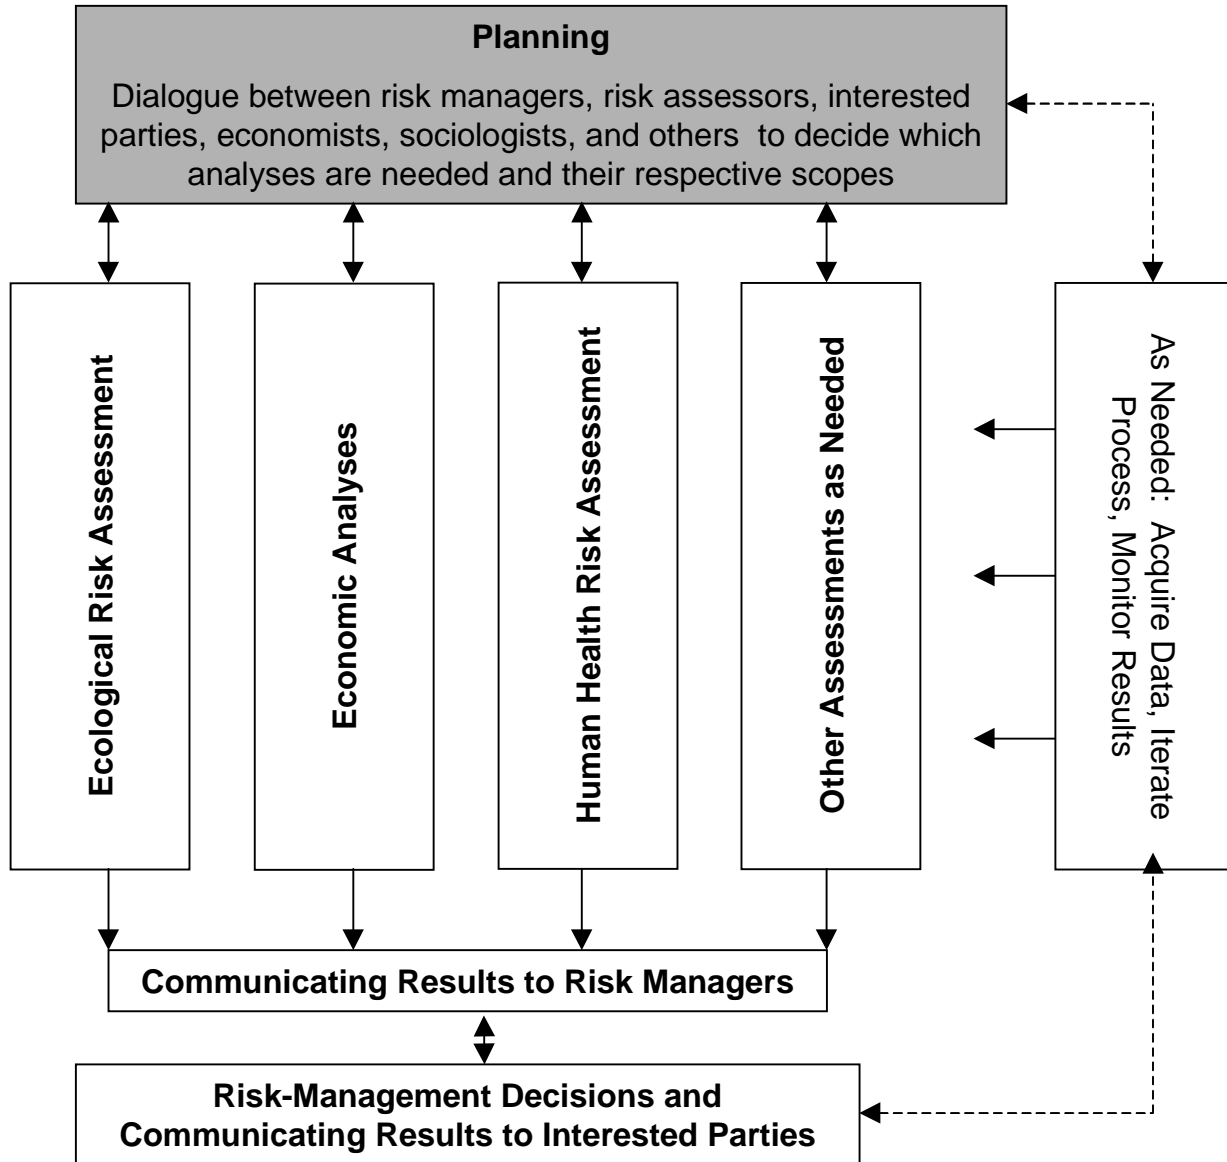 Planning
Dialogue between risk managers, risk assessors, interested
parties, economists, sociologists, and others  to decide which
analyses are needed and their respective scopes
Ecological Risk Assessment
Economic Analyses
Human Health Risk Assessment
Other Assessments as Needed
As Needed:  Acquire Data, Iterate
Process, Monitor Results
Communicating Results to Risk Managers
Risk-Management Decisions and
Communicating Results to Interested Parties